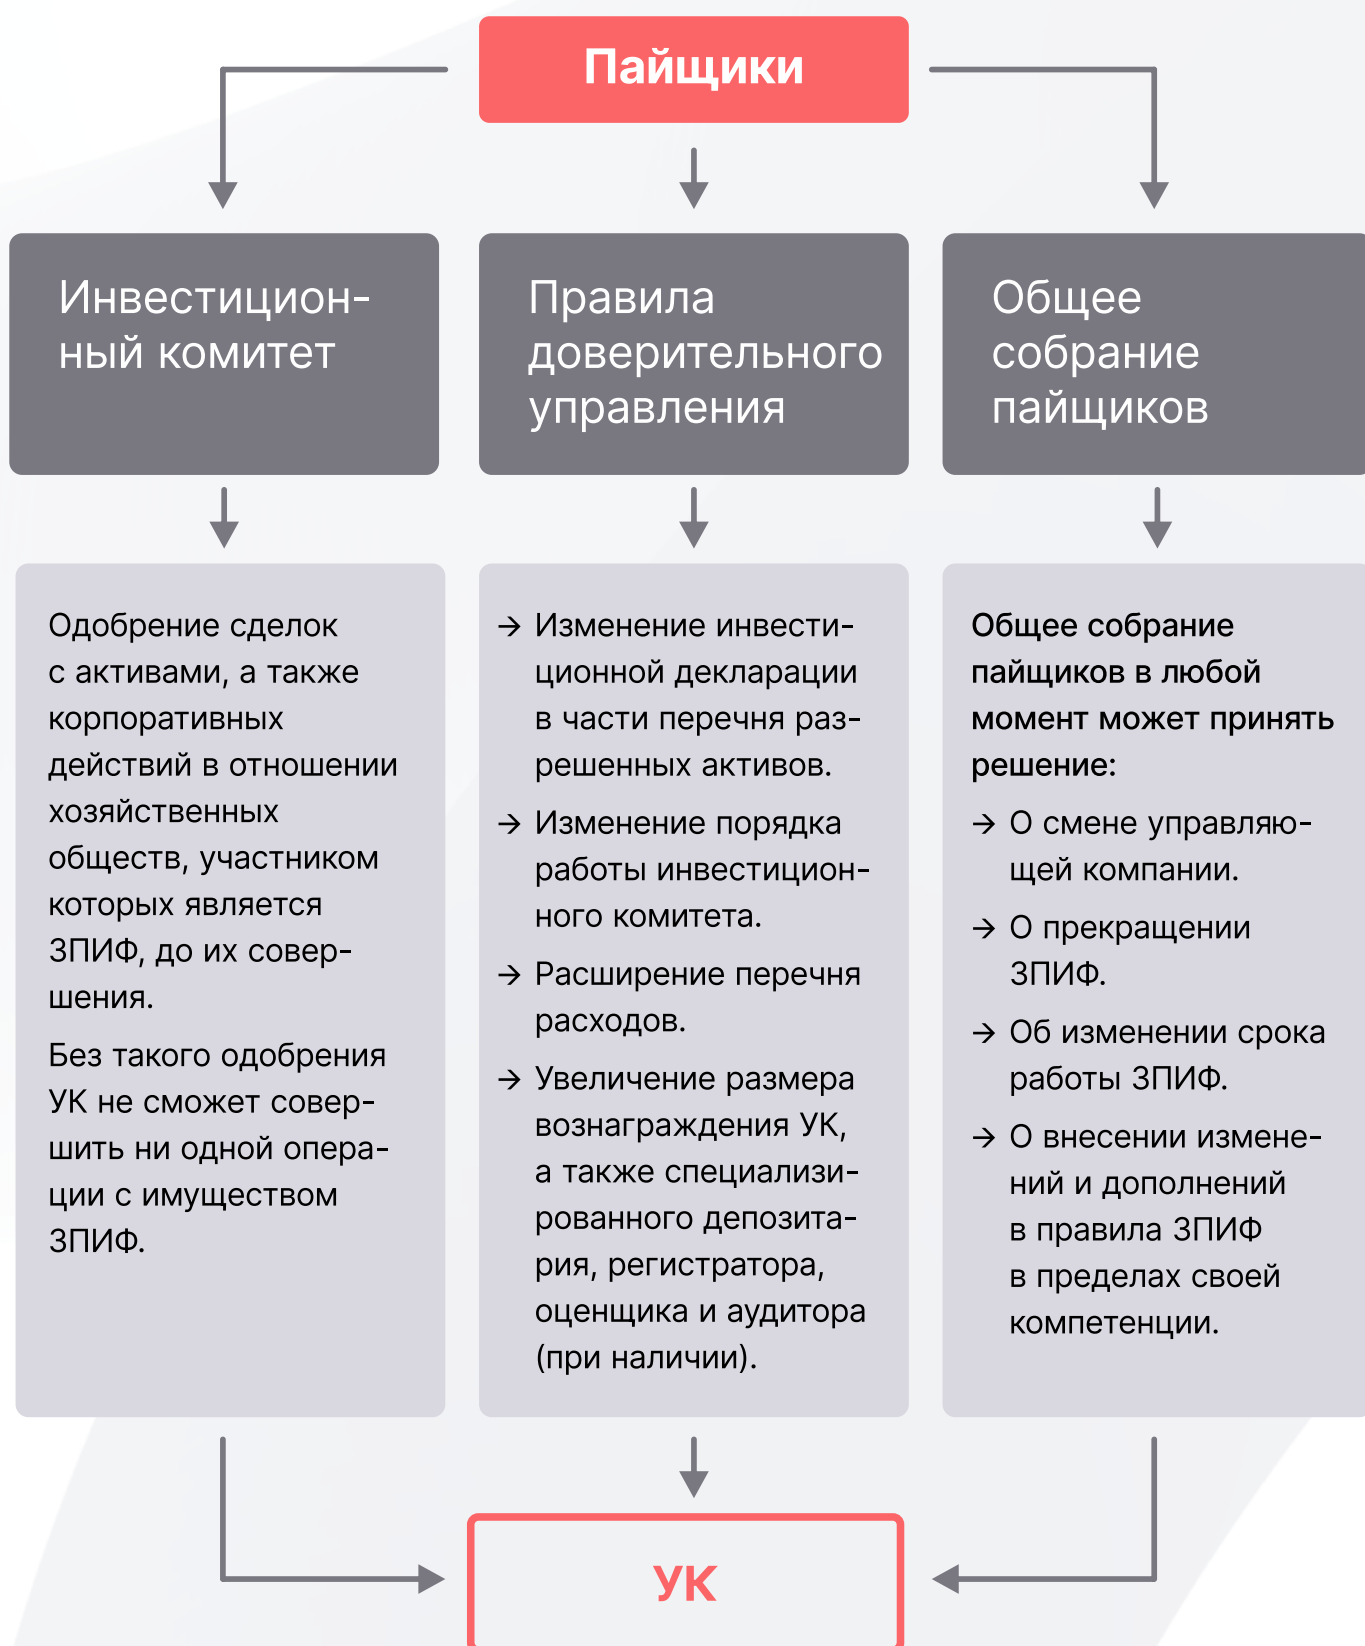 Пайщики
Инвестицион-
ный комитет
Правила
доверительного
управления
Общее
собрание
пайщиков
Одобрение сделок
с активами, а также
корпоративных
действий в отношении
хозяйственных
обществ, участником
которых является
ЗПИФ, до их совер-
шения.
Без такого одобрения
УК не сможет совер-
шить ни одной опера-
ции с имуществом
ЗПИФ.
→ Изменение инвести-
ционной декларации
в части перечня раз-
решенных активов.
→ Изменение порядка
работы инвестицион-
ного комитета.
→ Расширение перечня
расходов.
→ Увеличение размера
вознаграждения УК,
а также специализи-
рованного депозита-
рия, регистратора,
оценщика и аудитора
(при наличии).
Общее собрание
пайщиков в любой
момент может принять
решение:
→ О смене управляю-
щей компании.
→ О прекращении
ЗПИФ.
→ Об изменении срока
работы ЗПИФ.
→ О внесении измене-
ний и дополнений
в правила ЗПИФ
в пределах своей
компетенции.
УК